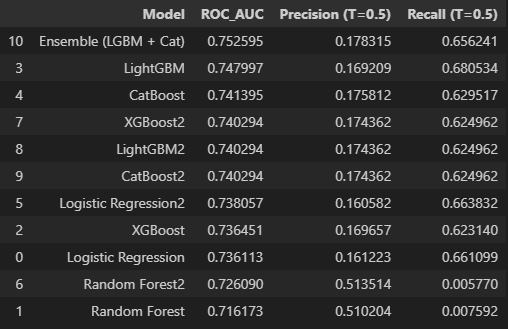 Model ROC_AUC Precision (T=0.5) Recall (T=0.5)
10 Ensemble (LGBM + Cat) 0.752595 0.178315 0.656241
3 LightGBM 0.747997 0.169209 0.680534
4 CatBoost 0.741395 0.175812 0.629517
7 XGBoost2 0.740294 0.174362 0.624962
8 LightGBM2 0.740294 0.174362 0.624962
9 CatBoost2 0.740294 0.174362 0.624962
5 Logistic Regression2 0.738057 0.160582 0.663832
2 XGBoost 0.736451 0.169657 0.623140
0 Logistic Regression 0.736113 0.161223 0.661099
6 Random Forest2 0.726090 0.513514 0.005770
1 Random Forest 0.716173 0.510204 0.007592